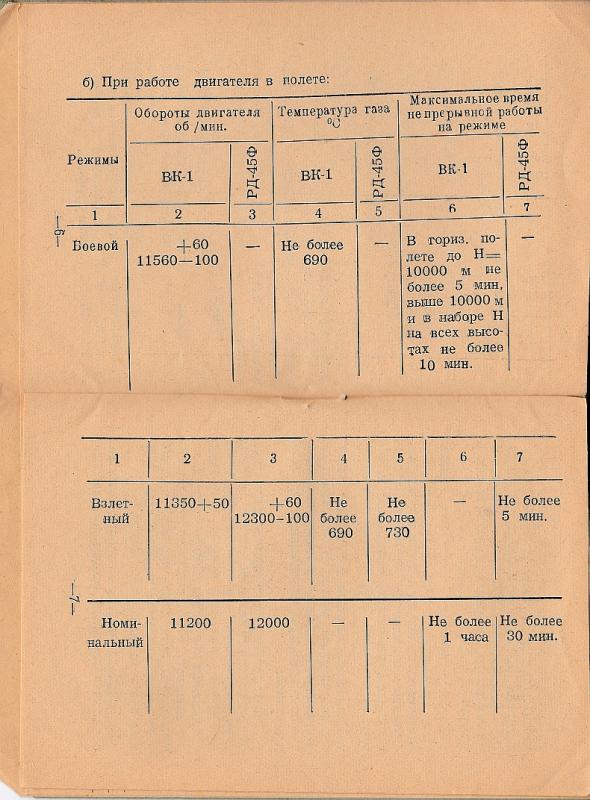 б) При работе двигателя в полете:
Режимы
Обороты двигателя
об/мин.
Температура газа
°С
Максимальное время
непрерывной работы
на режиме
ВК-1
РД-45Ф
ВК-1
РД-45Ф
ВК-1
РД-45Ф
1 2 3 4 5 6 7
Боевой
+60
11560—100
—
Не более
690
—
В гориз. по-
лете до Н=
10000 м не
более 5 мин,
выше 10000 м
и в наборе Н
на всех высо-
тах не более
10 мин.
—
—6—
1 2 3 4 5 6 7
Взлет-
ный
11350+50
+60
12300-100
Не
более
690
Не
более
730
—
Не более
5 мин.
—7—
Номи-
нальный
11200
12000
—
—
Не более
1 часа
Не более
30 мин.